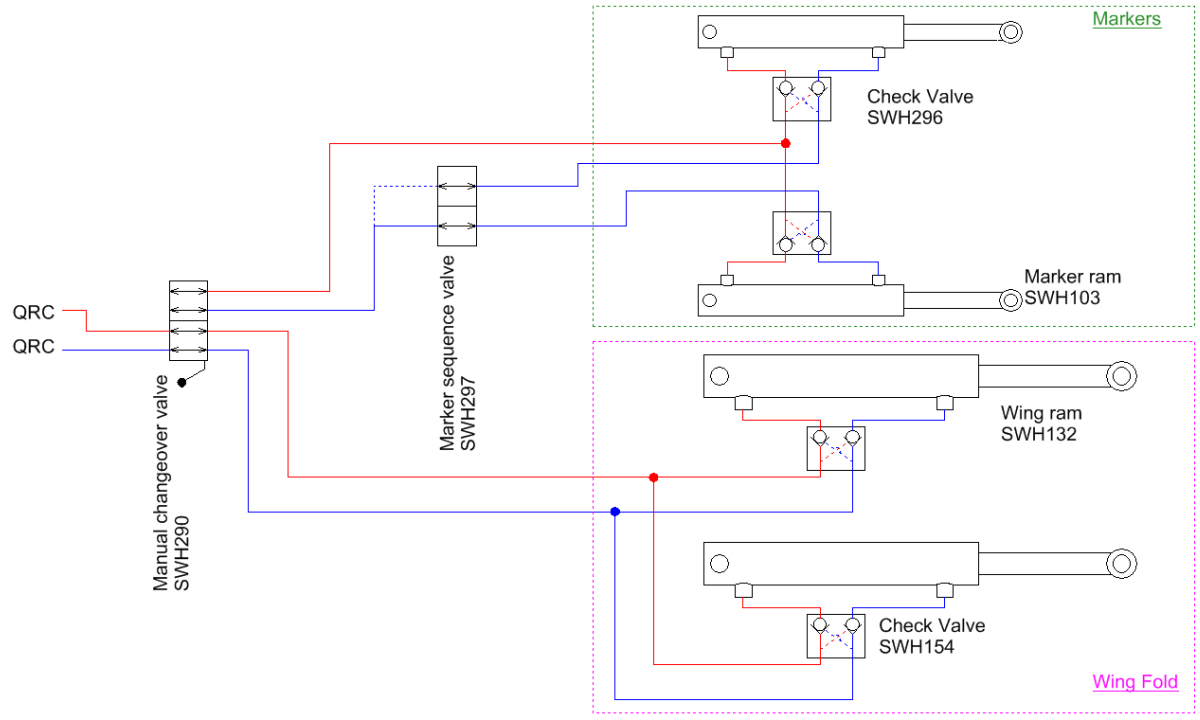 Markers
Check Valve
SWH296
Marker ram
SWH103
QRC
QRC
Manual changeover valve
SWH290
Marker sequence valve
SWH297
Wing ram
SWH132
Check Valve
SWH154
Wing Fold